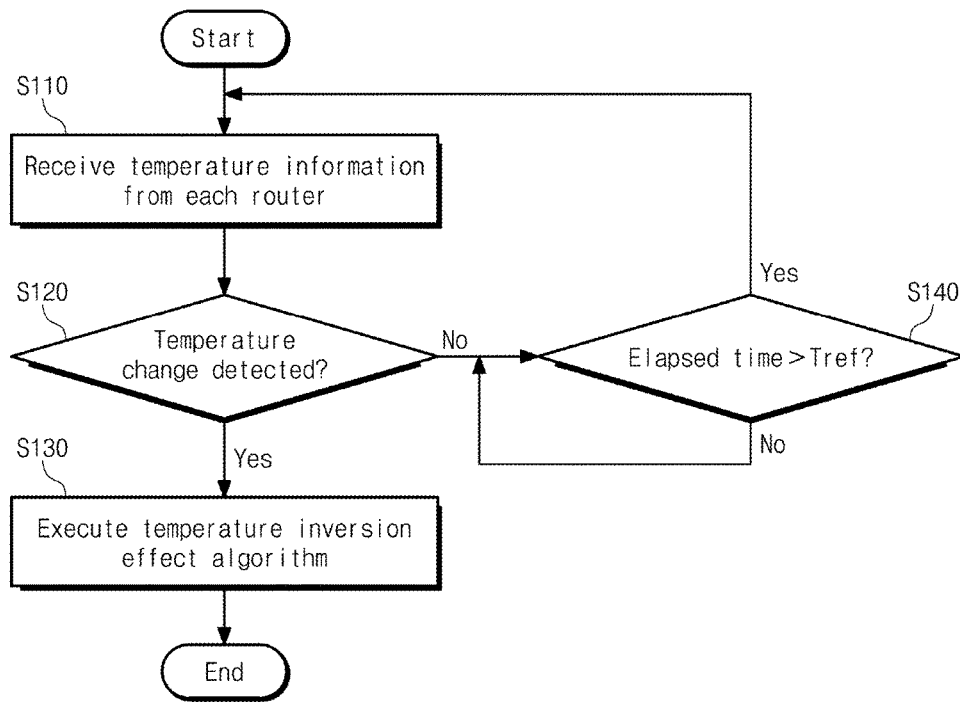 Start
S110
Receive temperature information
from each router
S120
Temperature
change detected?
No
Yes
S140
Elapsed time>Tref?
No
Yes
S130
Execute temperature inversion
effect algorithm
End